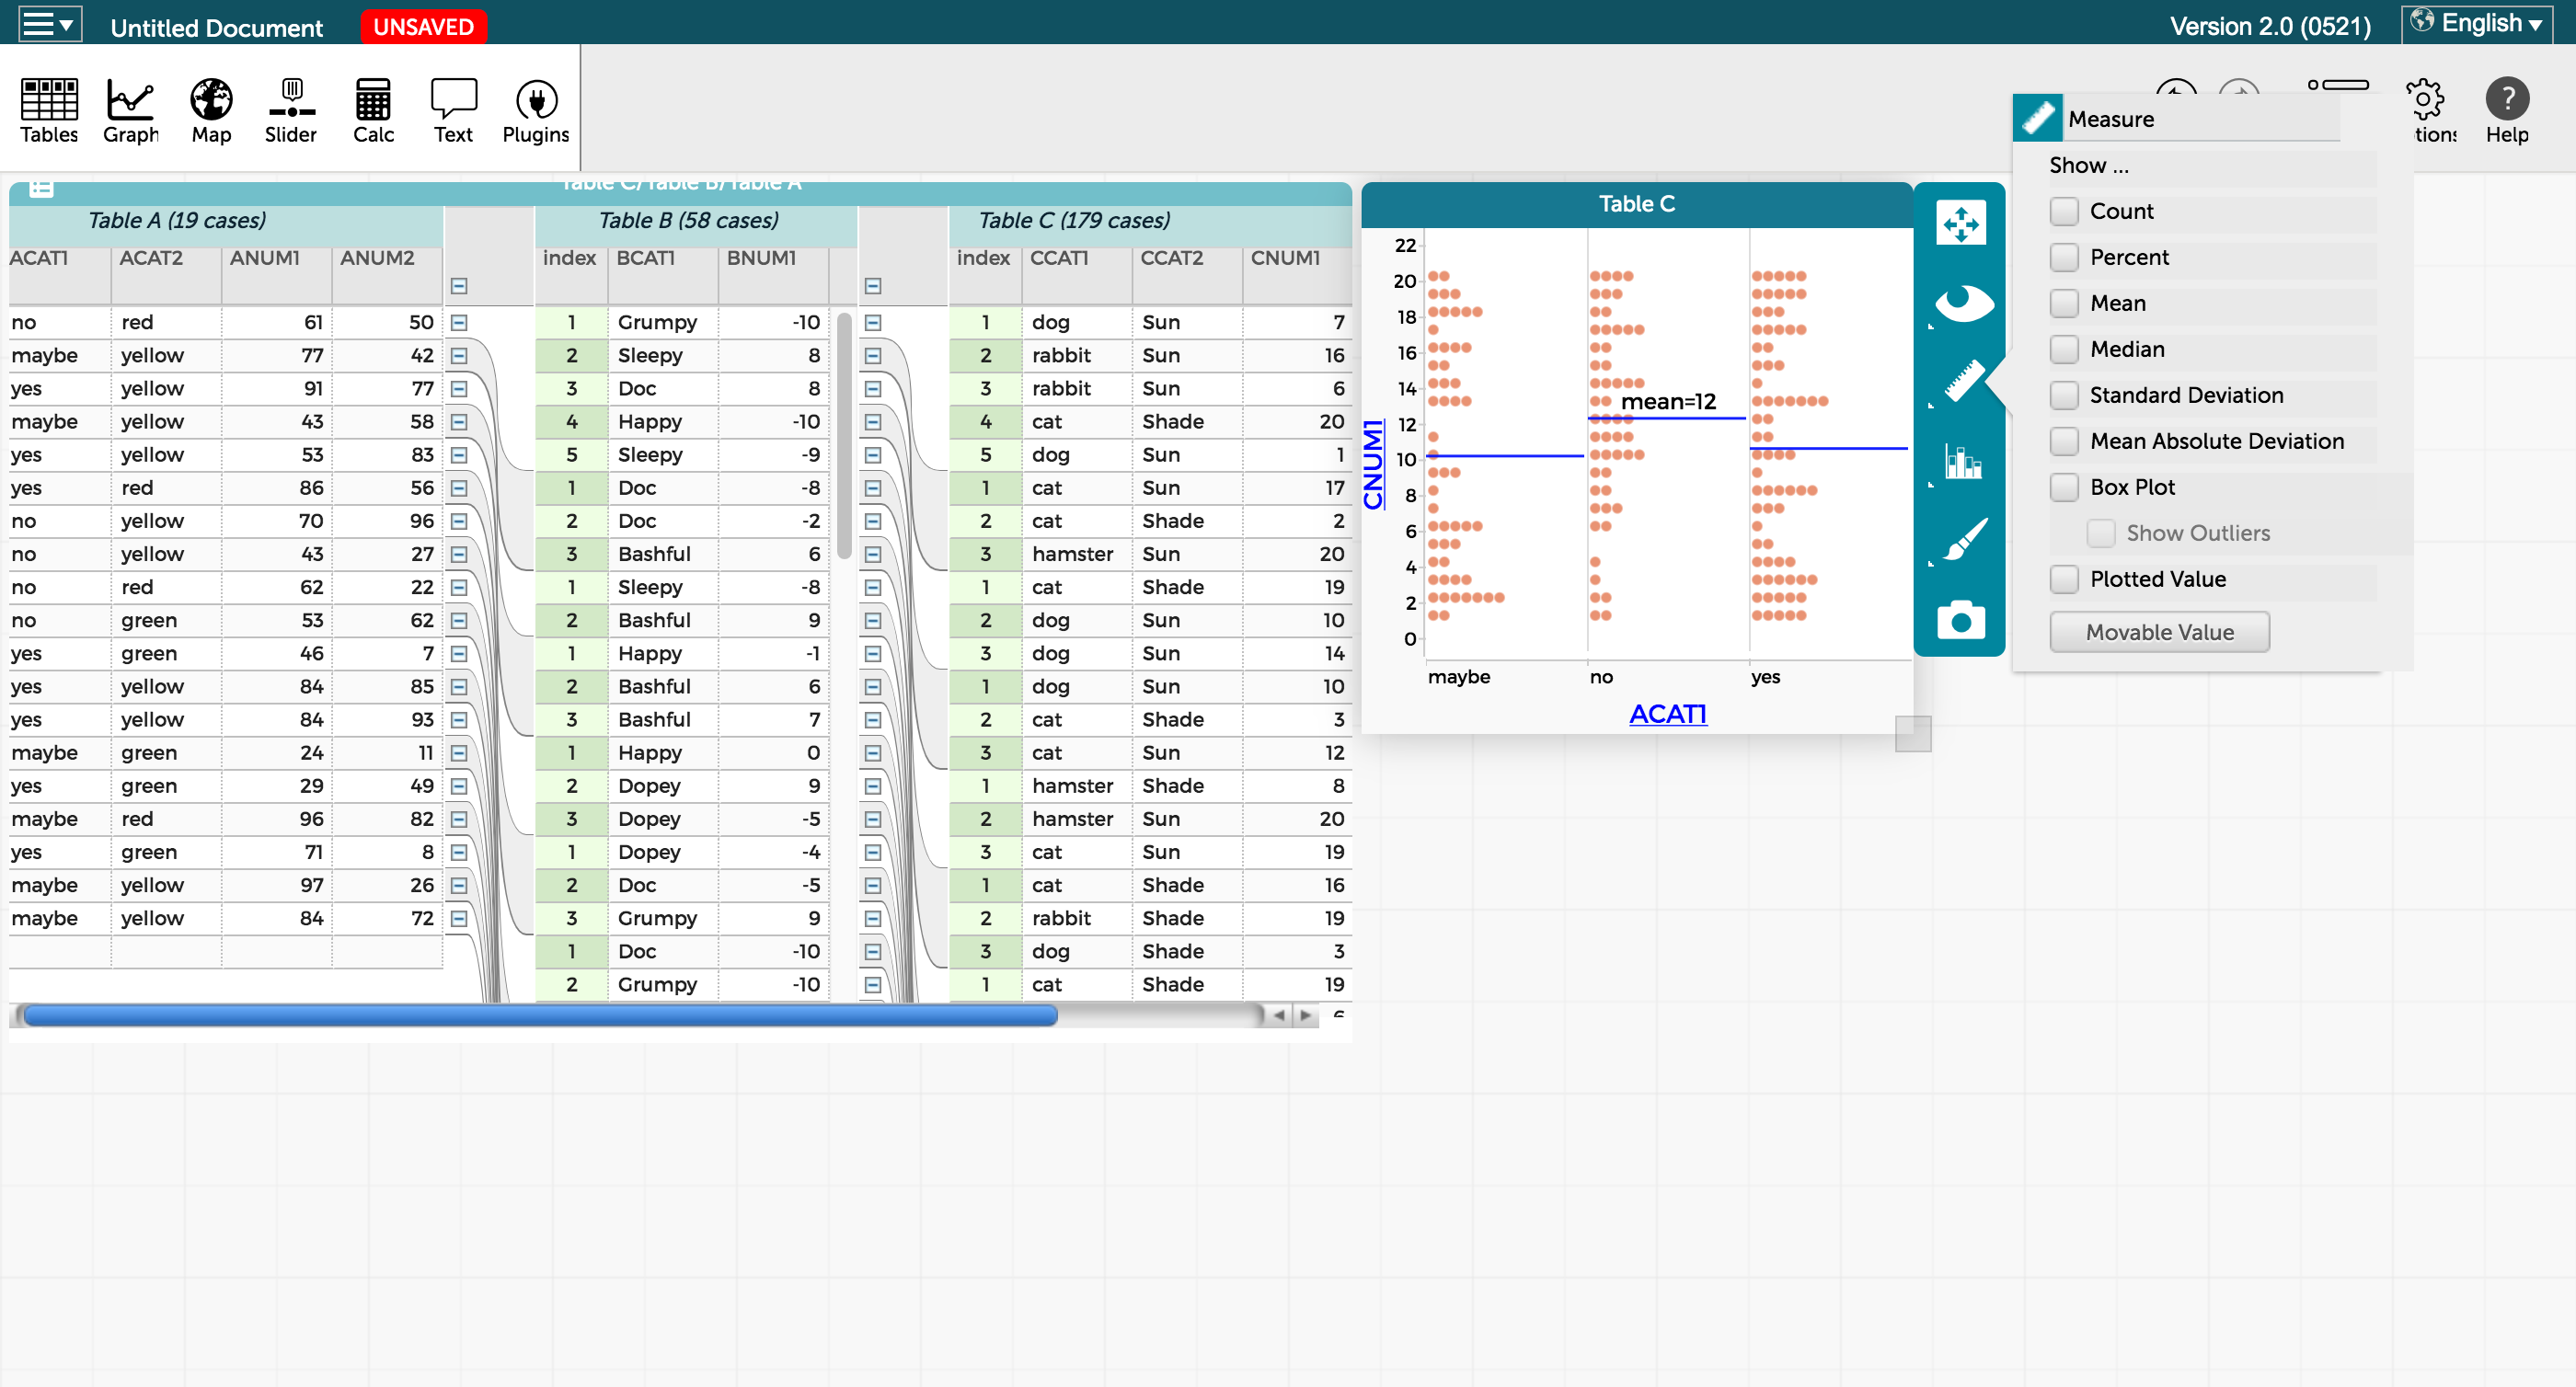 Untitled Document UNSAVED Version 2.0 (0521) English
Tables Graph Map Slider Calc Text Plugins tions Help
Table C/Table B/Table A
Table A (19 cases) Table B (58 cases) Table C (179 cases)
ACAT1 ACAT2 ANUM1 ANUM2 index BCAT1 BNUM1 index CCAT1 CCAT2 CNUM1
no red 61 50 1 Grumpy -10 1 dog Sun 7
maybe yellow 77 42 2 Sleepy 8 2 rabbit Sun 16
yes yellow 91 77 3 Doc 8 3 rabbit Sun 6
maybe yellow 43 58 4 Happy -10 4 cat Shade 20
yes yellow 53 83 5 Sleepy -9 5 dog Sun 1
yes red 86 56 1 Doc -8 1 cat Sun 17
no yellow 70 96 2 Doc -2 2 cat Shade 2
no yellow 43 27 3 Bashful 6 3 hamster Sun 20
no red 62 22 1 Sleepy -8 1 cat Shade 19
no green 53 62 2 Bashful 9 2 dog Sun 10
yes green 46 7 1 Happy -1 3 dog Sun 14
yes yellow 84 85 2 Bashful 6 1 dog Sun 10
yes yellow 84 93 3 Bashful 7 2 cat Shade 3
maybe green 24 11 1 Happy 0 3 cat Sun 12
yes green 29 49 2 Dopey 9 1 hamster Shade 8
maybe red 96 82 3 Dopey -5 2 hamster Sun 20
yes green 71 8 1 Dopey -4 3 cat Sun 19
maybe yellow 97 26 2 Doc -5 1 cat Shade 16
maybe yellow 84 72 3 Grumpy 9 2 rabbit Shade 19
1 Doc -10 3 dog Shade 3
2 Grumpy -10 1 cat Shade 19
Table C
22
20
18
16
14
mean=12
12
10
8
6
4
2
0
CNUM1
maybe no yes
ACAT1
Measure
Show ...
Count
Percent
Mean
Median
Standard Deviation
Mean Absolute Deviation
Box Plot
Show Outliers
Plotted Value
Movable Value